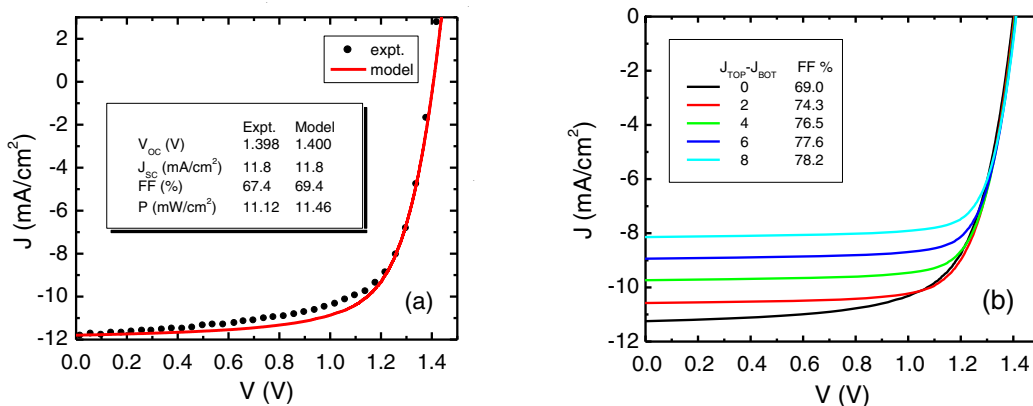 2
0
-2
-4
-6
-8
-10
-12
J (mA/cm²)
expt.
model
Expt. Model
V_OC (V) 1.398 1.400
J_SC (mA/cm²) 11.8 11.8
FF (%) 67.4 69.4
P (mW/cm²) 11.12 11.46
(a)
0.0 0.2 0.4 0.6 0.8 1.0 1.2 1.4
V (V)
0
-2
-4
-6
-8
-10
-12
J (mA/cm²)
J_TOP-J_BOT FF %
0 69.0
2 74.3
4 76.5
6 77.6
8 78.2
(b)
0.0 0.2 0.4 0.6 0.8 1.0 1.2 1.4
V (V)